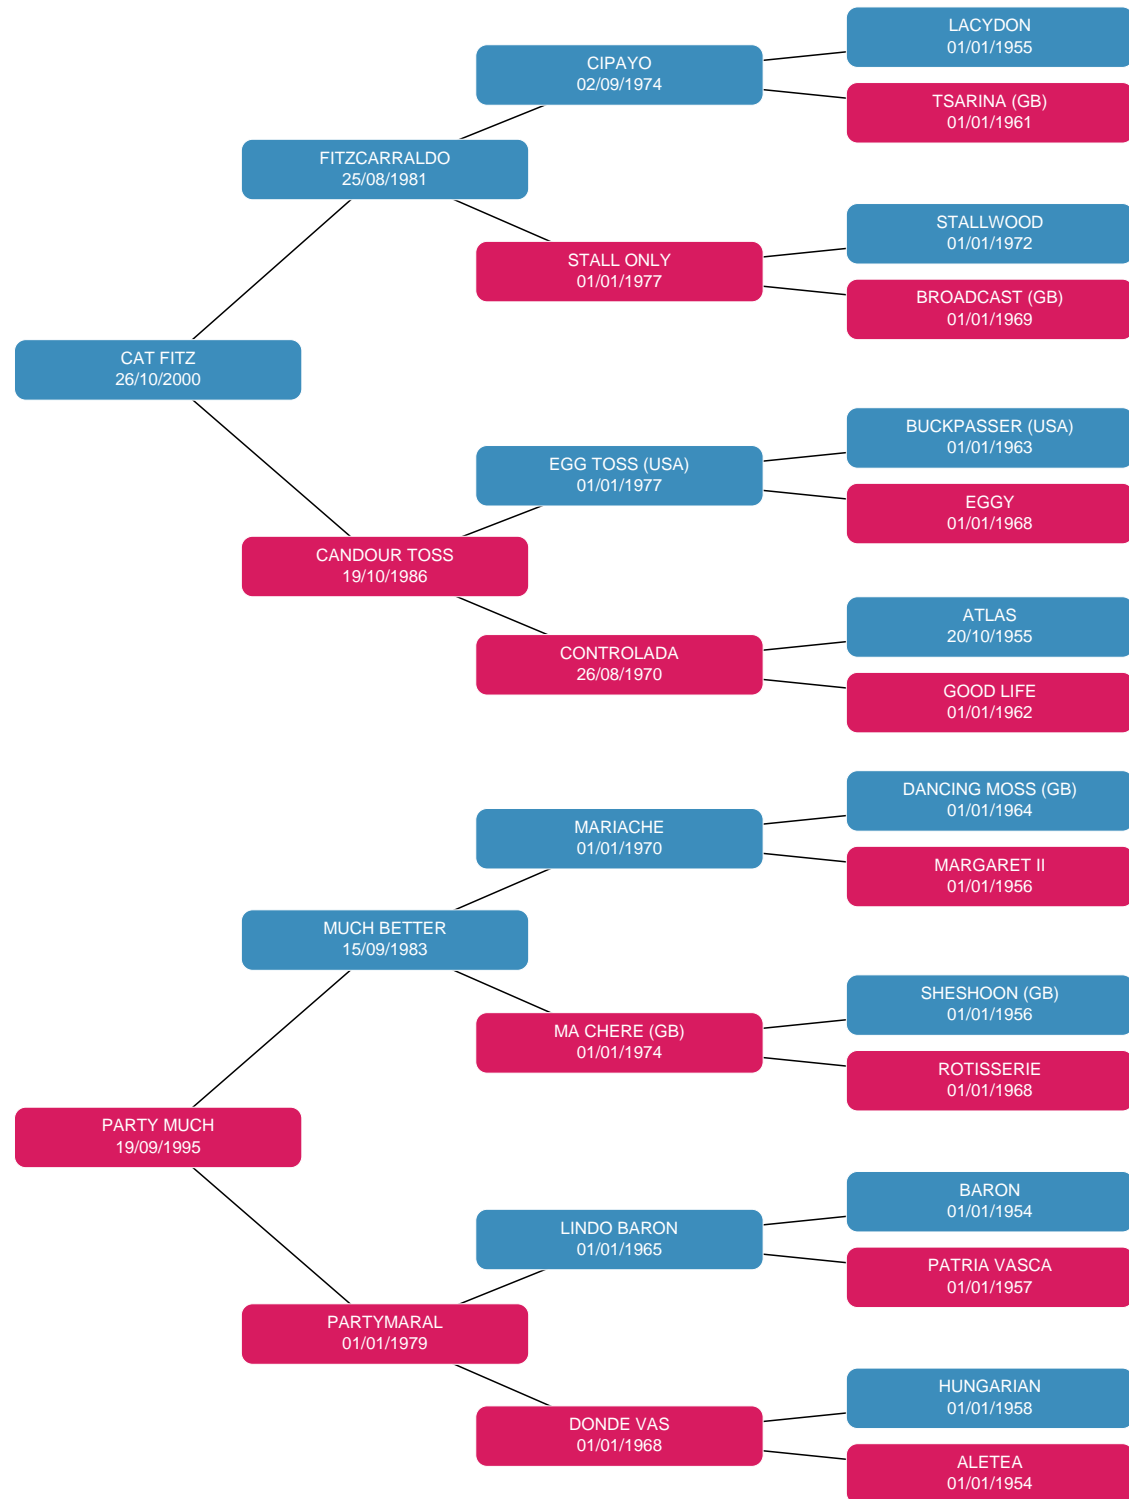 LACYDON
01/01/1955
CIPAYO
02/09/1974
TSARINA (GB)
01/01/1961
FITZCARRALDO
25/08/1981
STALLWOOD
01/01/1972
STALL ONLY
01/01/1977
BROADCAST (GB)
01/01/1969
CAT FITZ
26/10/2000
BUCKPASSER (USA)
01/01/1963
EGG TOSS (USA)
01/01/1977
EGGY
01/01/1968
CANDOUR TOSS
19/10/1986
ATLAS
20/10/1955
CONTROLADA
26/08/1970
GOOD LIFE
01/01/1962
DANCING MOSS (GB)
01/01/1964
MARIACHE
01/01/1970
MARGARET II
01/01/1956
MUCH BETTER
15/09/1983
SHESHOON (GB)
01/01/1956
MA CHERE (GB)
01/01/1974
ROTISSERIE
01/01/1968
PARTY MUCH
19/09/1995
BARON
01/01/1954
LINDO BARON
01/01/1965
PATRIA VASCA
01/01/1957
PARTYMARAL
01/01/1979
HUNGARIAN
01/01/1958
DONDE VAS
01/01/1968
ALETEA
01/01/1954